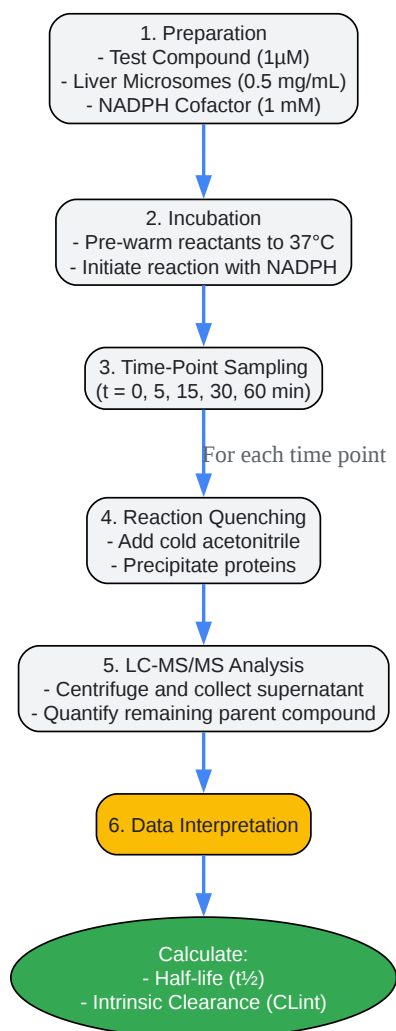 1. Preparation
- Test Compound (1µM)
- Liver Microsomes (0.5 mg/mL)
- NADPH Cofactor (1 mM)
2. Incubation
- Pre-warm reactants to 37°C
- Initiate reaction with NADPH
3. Time-Point Sampling
(t = 0, 5, 15, 30, 60 min)
For each time point
4. Reaction Quenching
- Add cold acetonitrile
- Precipitate proteins
5. LC-MS/MS Analysis
- Centrifuge and collect supernatant
- Quantify remaining parent compound
6. Data Interpretation
Calculate:
- Half-life (t½)
- Intrinsic Clearance (CLint)